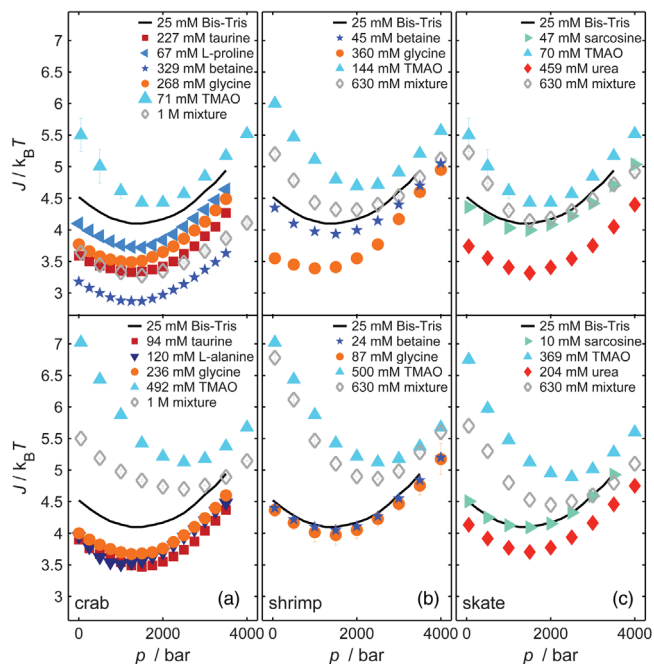 25 mM Bis-Tris
227 mM taurine
67 mM L-proline
329 mM betaine
268 mM glycine
71 mM TMAO
1 M mixture
25 mM Bis-Tris
45 mM betaine
360 mM glycine
144 mM TMAO
630 mM mixture
25 mM Bis-Tris
47 mM sarcosine
70 mM TMAO
459 mM urea
630 mM mixture
J / kBT
7
6.5
6
5.5
5
4.5
4
3.5
3
25 mM Bis-Tris
94 mM taurine
120 mM L-alanine
236 mM glycine
492 mM TMAO
1 M mixture
25 mM Bis-Tris
24 mM betaine
87 mM glycine
500 mM TMAO
630 mM mixture
25 mM Bis-Tris
10 mM sarcosine
369 mM TMAO
204 mM urea
630 mM mixture
J / kBT
7
6.5
6
5.5
5
4.5
4
3.5
3
crab (a)
shrimp (b)
skate (c)
0 1000 2000 3000 4000
0 1000 2000 3000 4000
0 1000 2000 3000 4000
p / bar
p / bar
p / bar